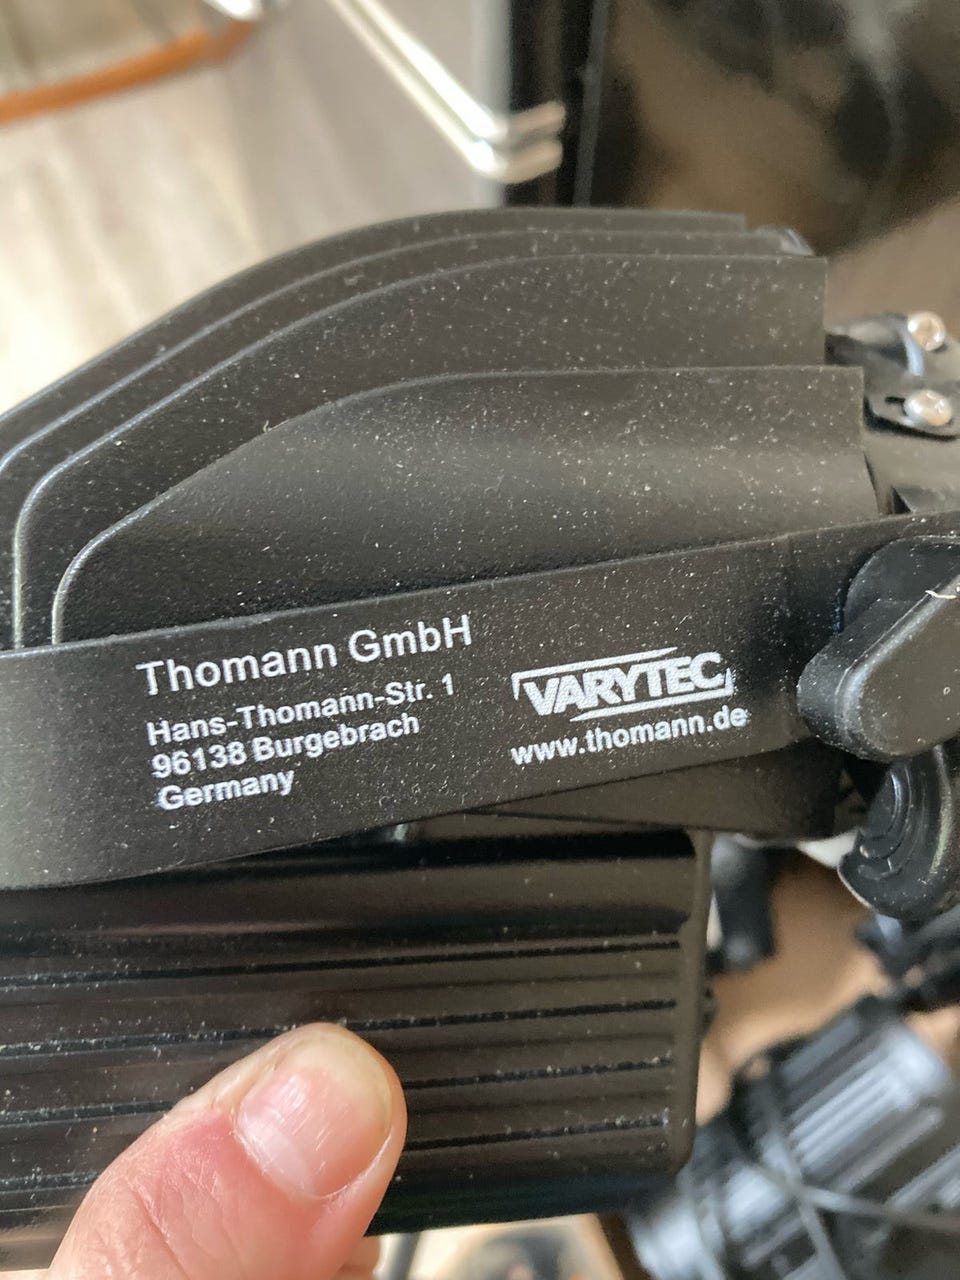 Thomann GmbH
Hans-Thomann-Str. 1
96138 Burgebrach
Germany
VARYTEC
www.thomann.de